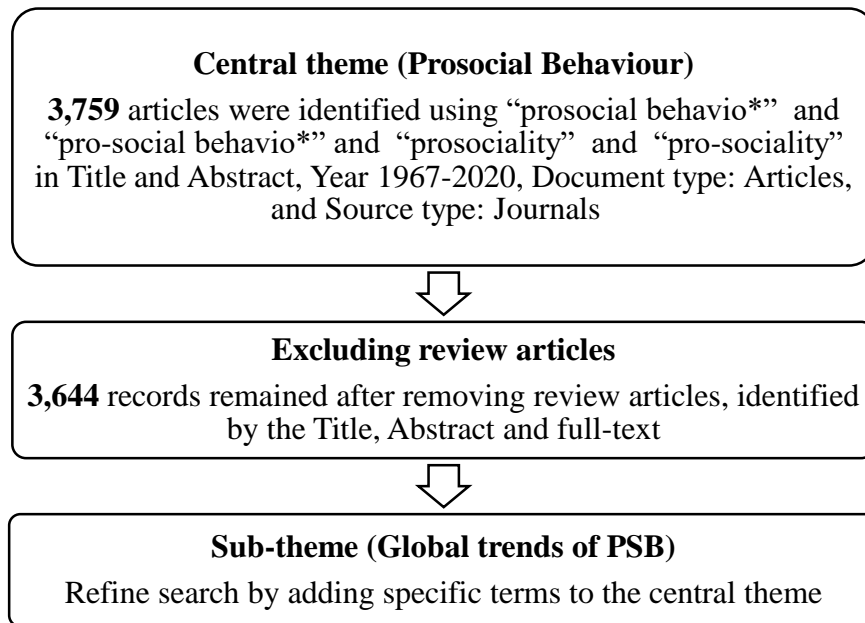 Central theme (Prosocial Behaviour)
3,759 articles were identified using “prosocial behavio*” and
“pro-social behavio*” and “prosociality” and “pro-sociality”
in Title and Abstract, Year 1967-2020, Document type: Articles,
and Source type: Journals
Excluding review articles
3,644 records remained after removing review articles, identified
by the Title, Abstract and full-text
Sub-theme (Global trends of PSB)
Refine search by adding specific terms to the central theme